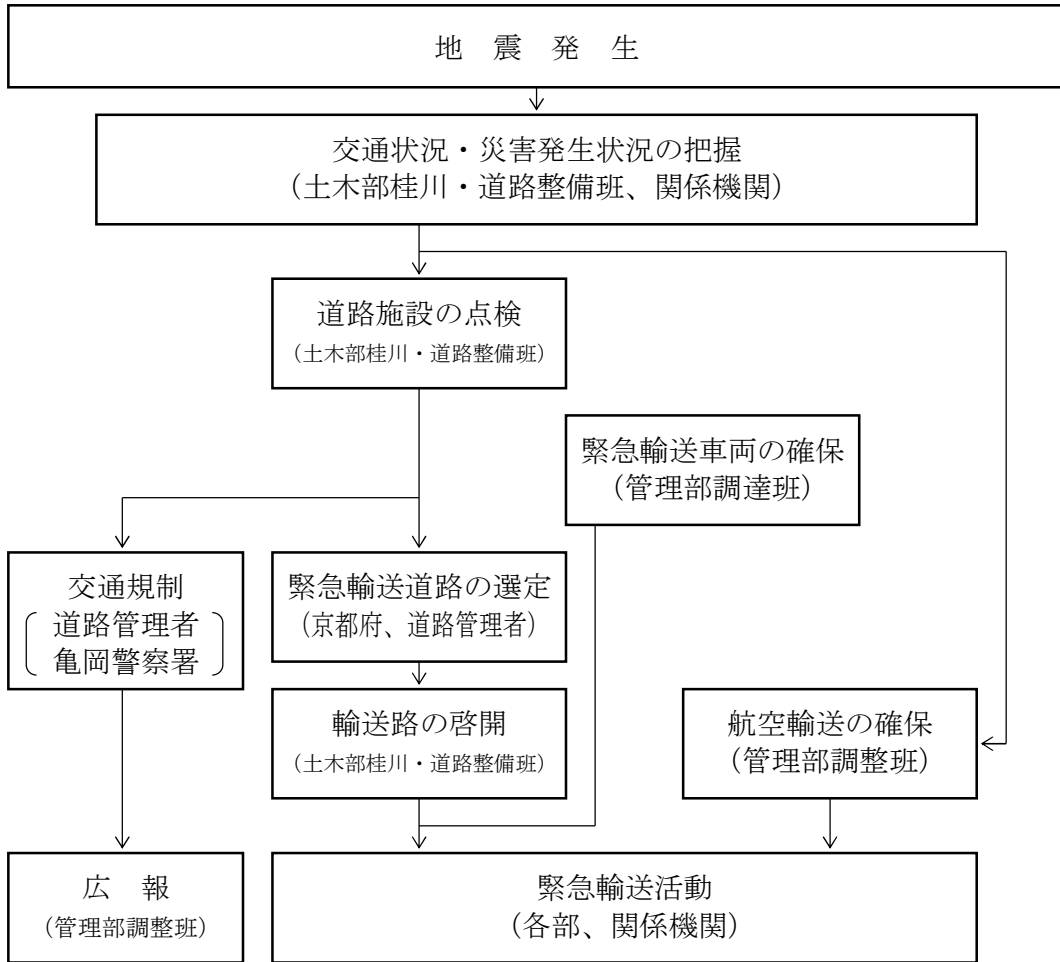 地　震　発　生
交通状況・災害発生状況の把握
（土木部桂川・道路整備班、関係機関）
道路施設の点検
（土木部桂川・道路整備班）
緊急輸送車両の確保
（管理部調達班）
交通規制
道路管理者
亀岡警察署
緊急輸送道路の選定
（京都府、道路管理者）
輸送路の啓開
（土木部桂川・道路整備班）
航空輸送の確保
（管理部調整班）
広　報
（管理部調整班）
緊急輸送活動
（各部、関係機関）